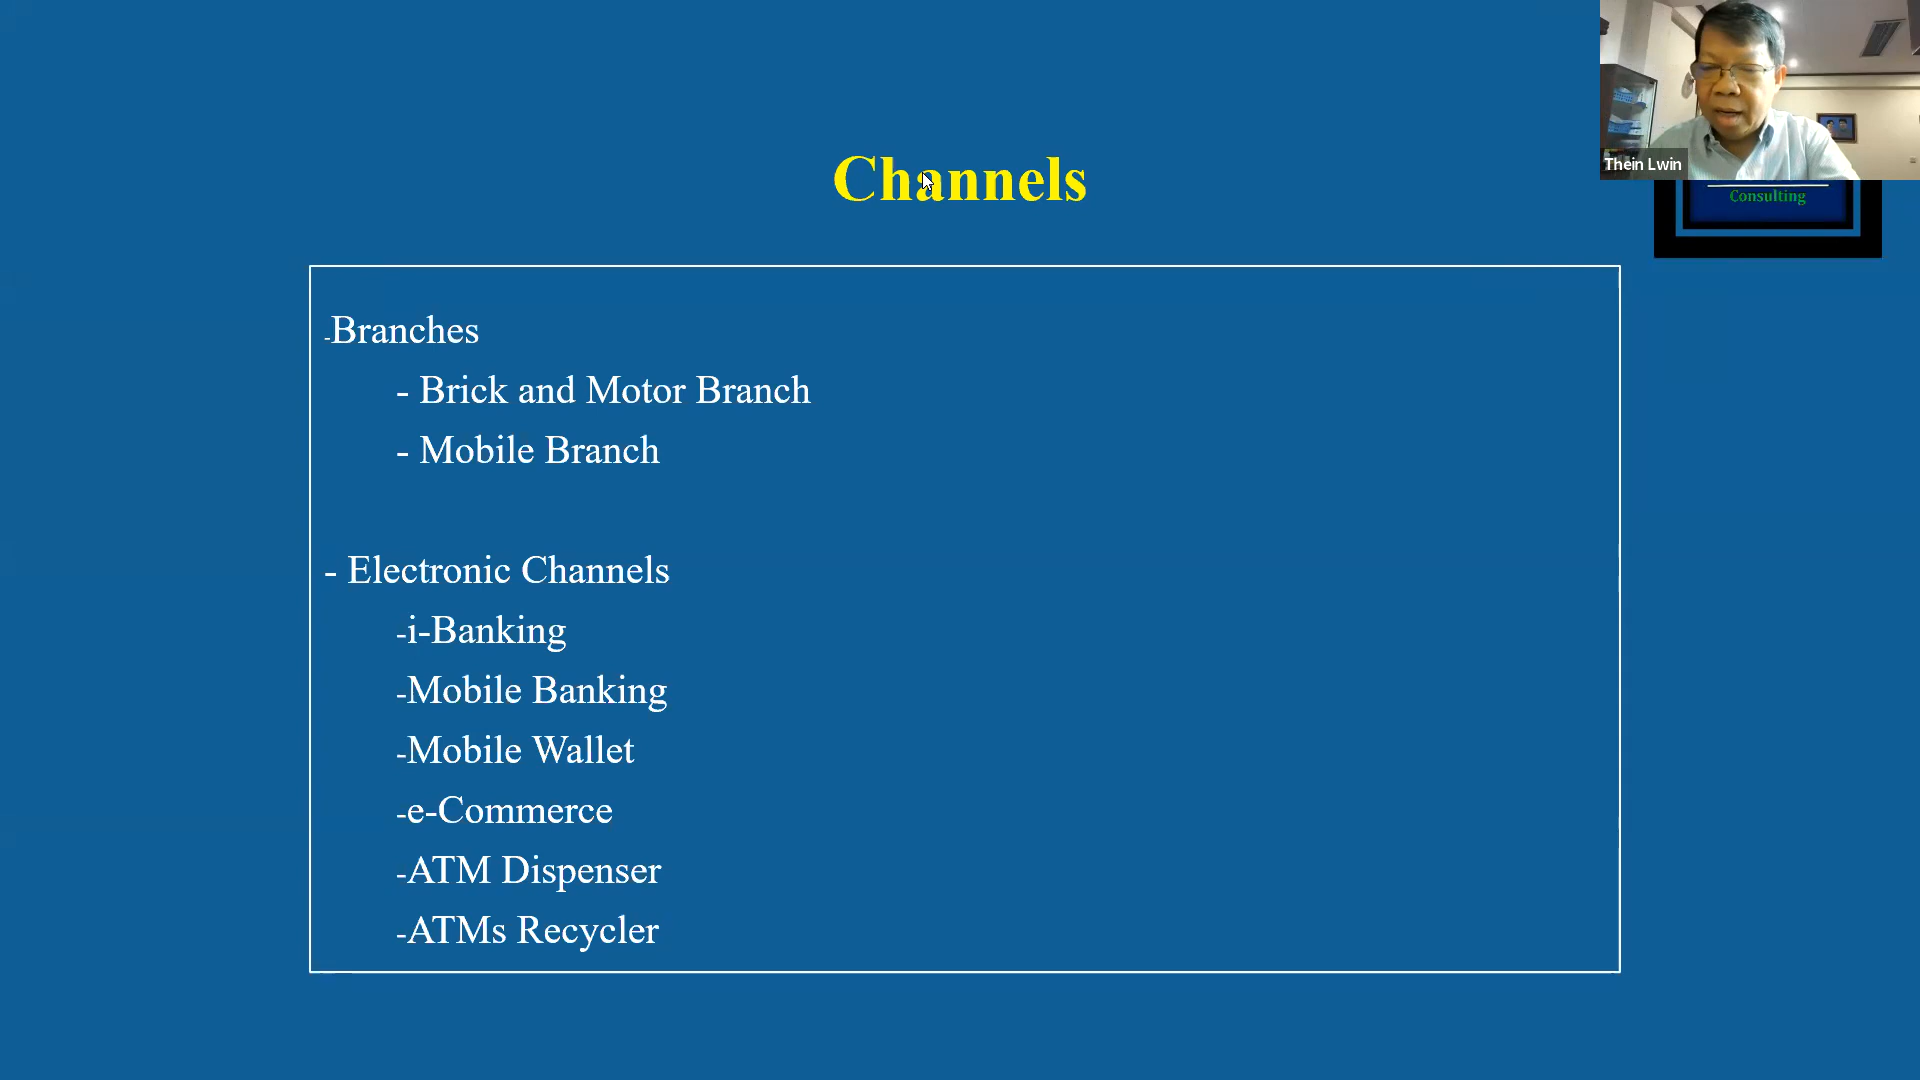 Channels
Thein Lwin
Consulting
-Branches
- Brick and Motor Branch
- Mobile Branch
- Electronic Channels
-i-Banking
-Mobile Banking
-Mobile Wallet
-e-Commerce
-ATM Dispenser
-ATMs Recycler